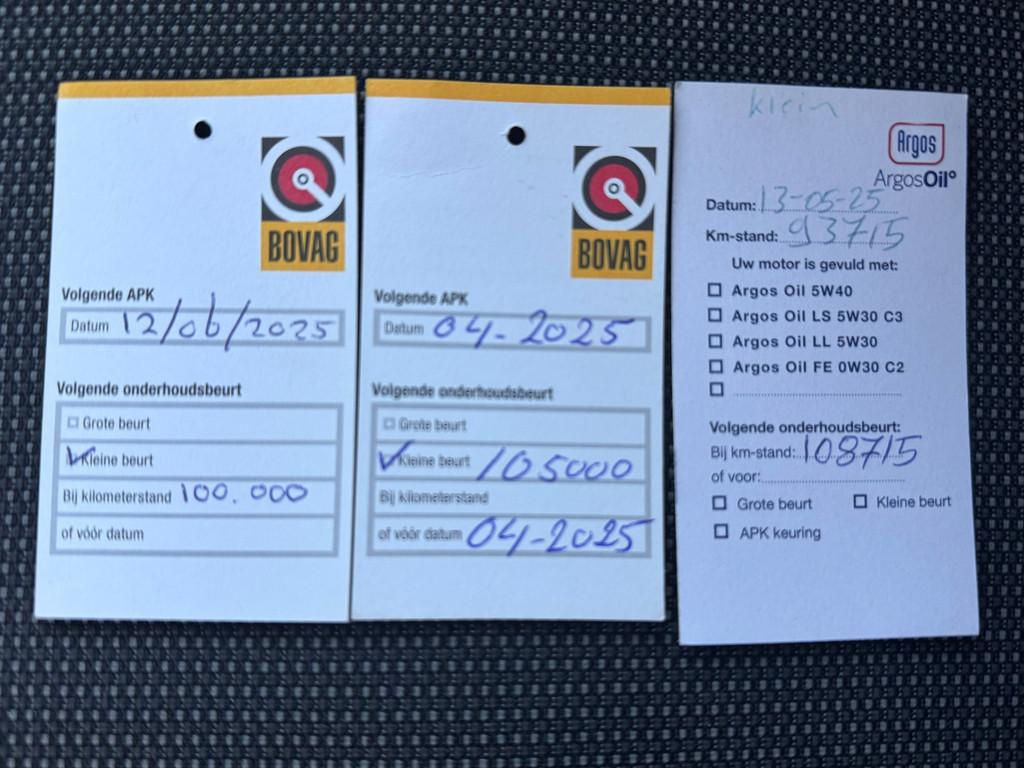 BOVAG
Volgende APK
Datum 12/06/2025
Volgende onderhoudsbeurt
Grote beurt
Kleine beurt
Bij kilometerstand 100.000
of vóór datum
BOVAG
Volgende APK
Datum 04-2025
Volgende onderhoudsbeurt
Grote beurt
Kleine beurt 105000
Bij kilometerstand
of vóór datum 04-2025
klein
Argos
ArgosOil°
Datum: 13-05-25
Km-stand: 93715
Uw motor is gevuld met:
Argos Oil 5W40
Argos Oil LS 5W30 C3
Argos Oil LL 5W30
Argos Oil FE 0W30 C2
Volgende onderhoudsbeurt:
Bij km-stand: 108715
of voor:
Grote beurt Kleine beurt
APK keuring